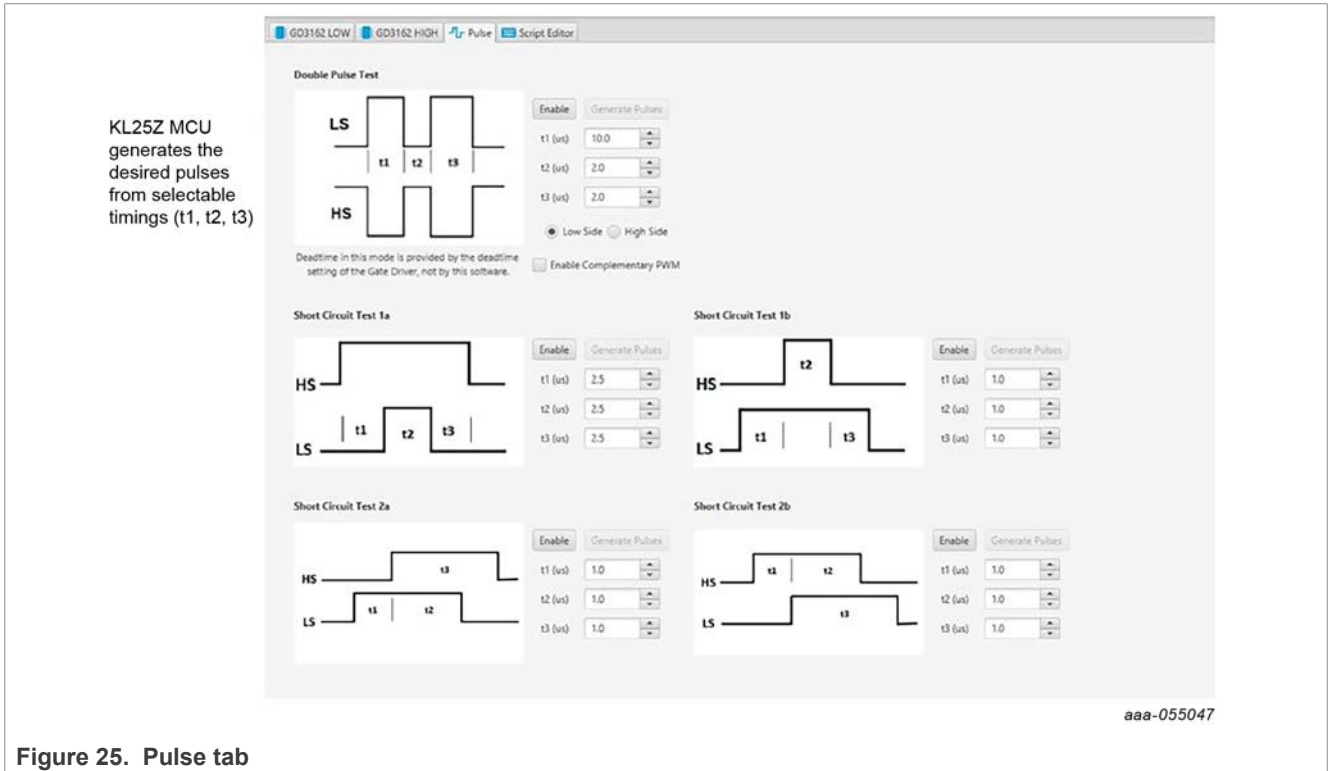 GD3162 LOW GD3162 HIGH Pulse Script Editor
KL25Z MCU
generates the
desired pulses
from selectable
timings (t1, t2, t3)
Double Pulse Test
LS
t1 t2 t3
HS
Enable Generate Pulses
t1 (us) 10.0
t2 (us) 2.0
t3 (us) 2.0
Low Side High Side
Deadtime in this mode is provided by the deadtime
setting of the Gate Driver, not by this software.
Enable Complementary PWM
Short Circuit Test 1a
HS
t1 t2 t3
LS
Enable Generate Pulses
t1 (us) 2.5
t2 (us) 2.5
t3 (us) 2.5
Short Circuit Test 1b
t2
HS
t1 t3
LS
Enable Generate Pulses
t1 (us) 1.0
t2 (us) 1.0
t3 (us) 1.0
Short Circuit Test 2a
t3
HS
t1 t2
LS
Enable Generate Pulses
t1 (us) 1.0
t2 (us) 1.0
t3 (us) 1.0
Short Circuit Test 2b
t1 t2
HS
t3
LS
Enable Generate Pulses
t1 (us) 1.0
t2 (us) 1.0
t3 (us) 1.0
aaa-055047
Figure 25. Pulse tab